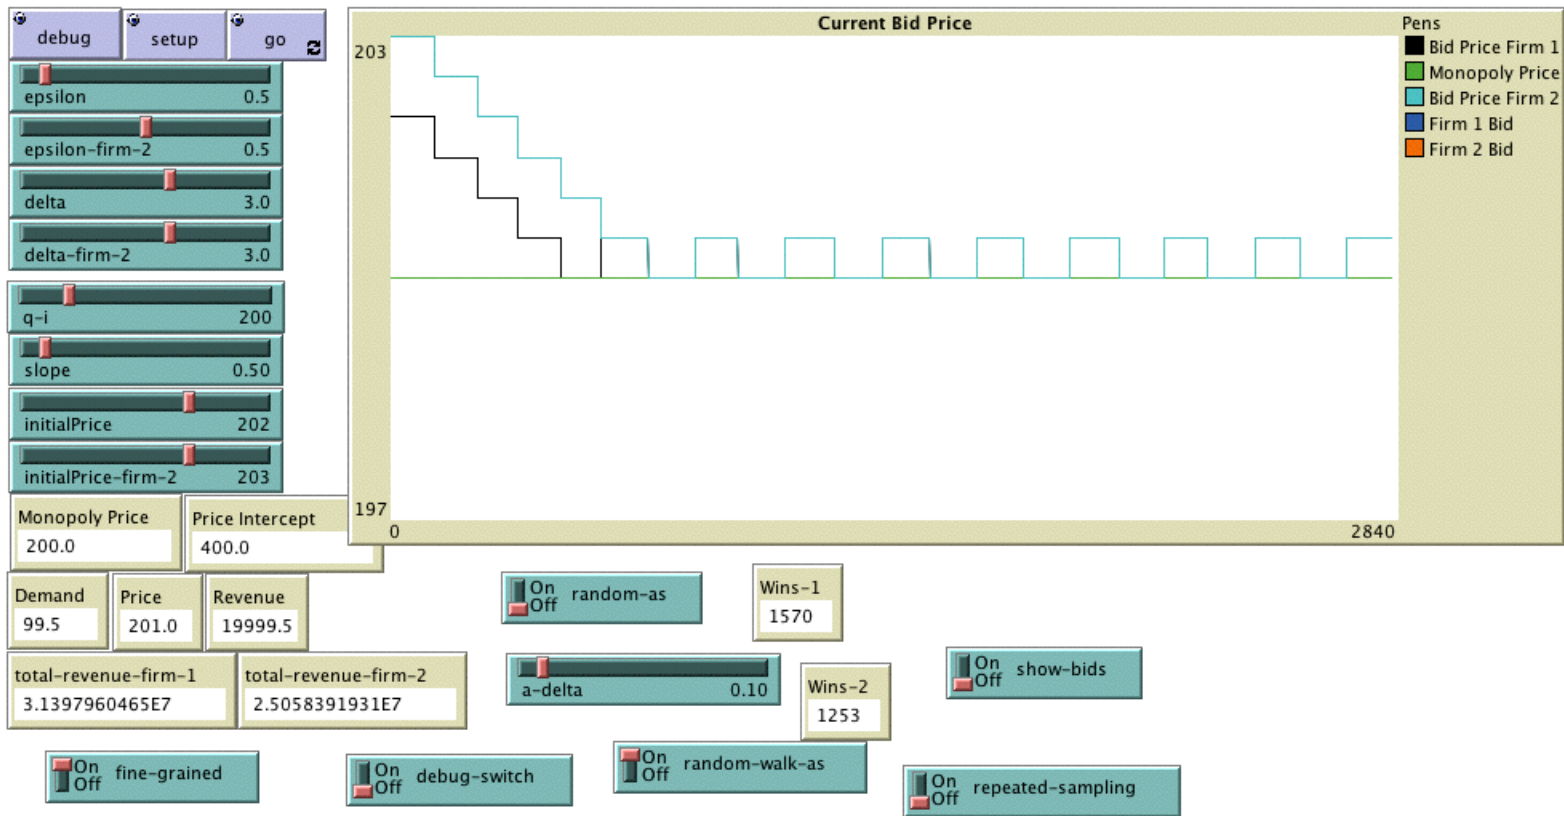 debug
setup
go
epsilon 0.5
epsilon-firm-2 0.5
delta 3.0
delta-firm-2 3.0
q-i 200
slope 0.50
initialPrice 202
initialPrice-firm-2 203
Current Bid Price
203
197
0 2840
Pens
Bid Price Firm 1
Monopoly Price
Bid Price Firm 2
Firm 1 Bid
Firm 2 Bid
Monopoly Price
200.0
Price Intercept
400.0
Demand
99.5
Price
201.0
Revenue
19999.5
total-revenue-firm-1
3.1397960465E7
total-revenue-firm-2
2.5058391931E7
On
Off
random-as
Wins-1
1570
a-delta 0.10
Wins-2
1253
On
Off
show-bids
On
Off
fine-grained
On
Off
debug-switch
On
Off
random-walk-as
On
Off
repeated-sampling